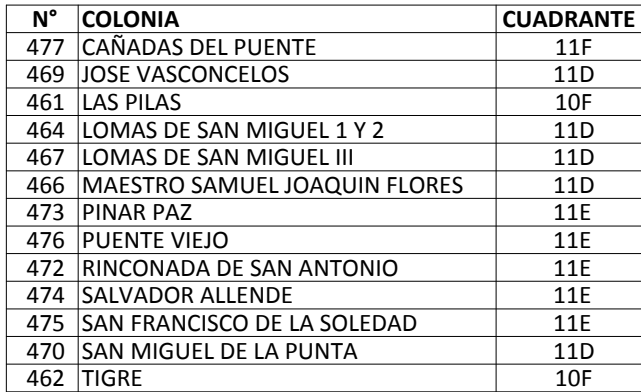 N° COLONIA CUADRANTE
477 CAÑADAS DEL PUENTE 11F
469 JOSE VASCONCELOS 11D
461 LAS PILAS 10F
464 LOMAS DE SAN MIGUEL 1 Y 2 11D
467 LOMAS DE SAN MIGUEL III 11D
466 MAESTRO SAMUEL JOAQUIN FLORES 11D
473 PINAR PAZ 11E
476 PUENTE VIEJO 11E
472 RINCONADA DE SAN ANTONIO 11E
474 SALVADOR ALLENDE 11E
475 SAN FRANCISCO DE LA SOLEDAD 11E
470 SAN MIGUEL DE LA PUNTA 11D
462 TIGRE 10F